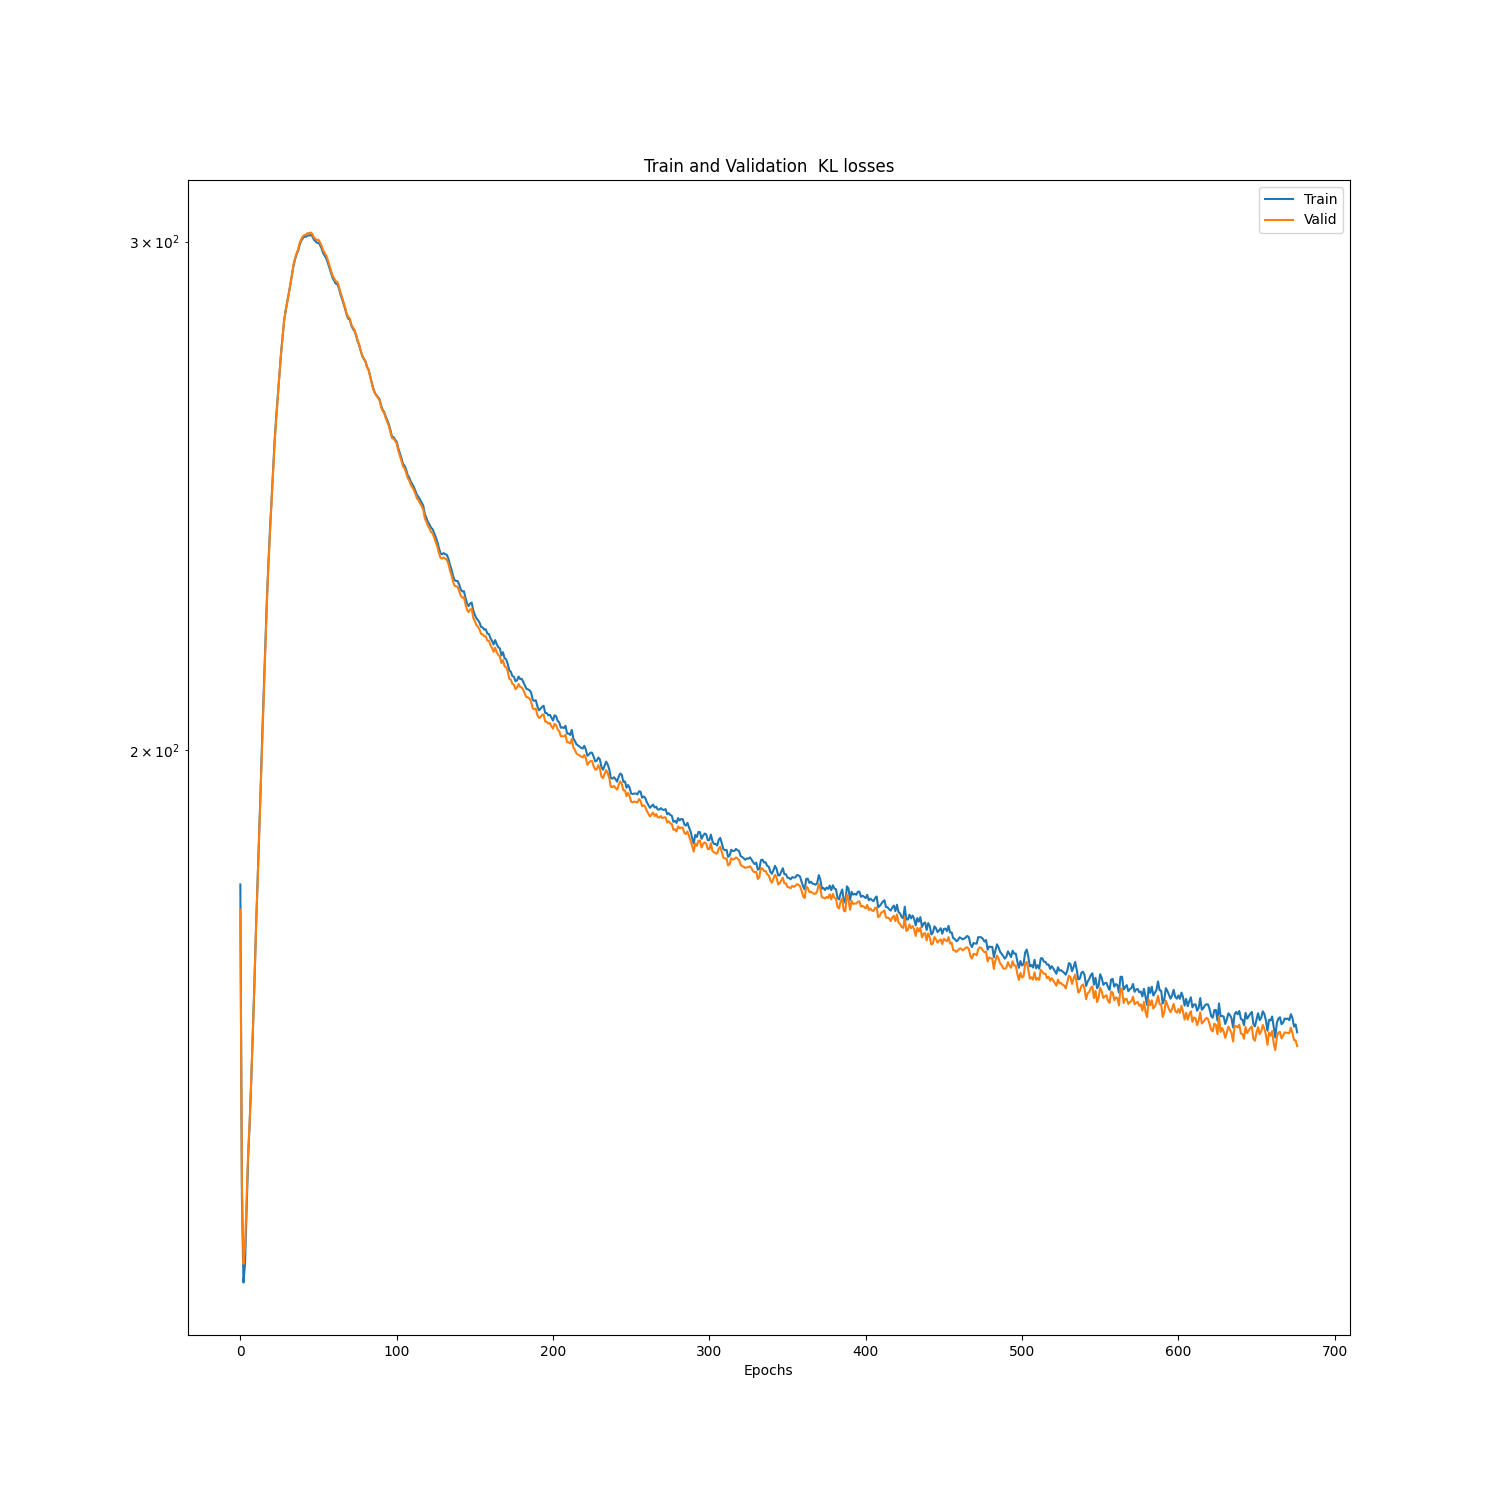 Train and Validation  KL losses
Train
Valid
3 × 10²
2 × 10²
0 100 200 300 400 500 600 700
Epochs